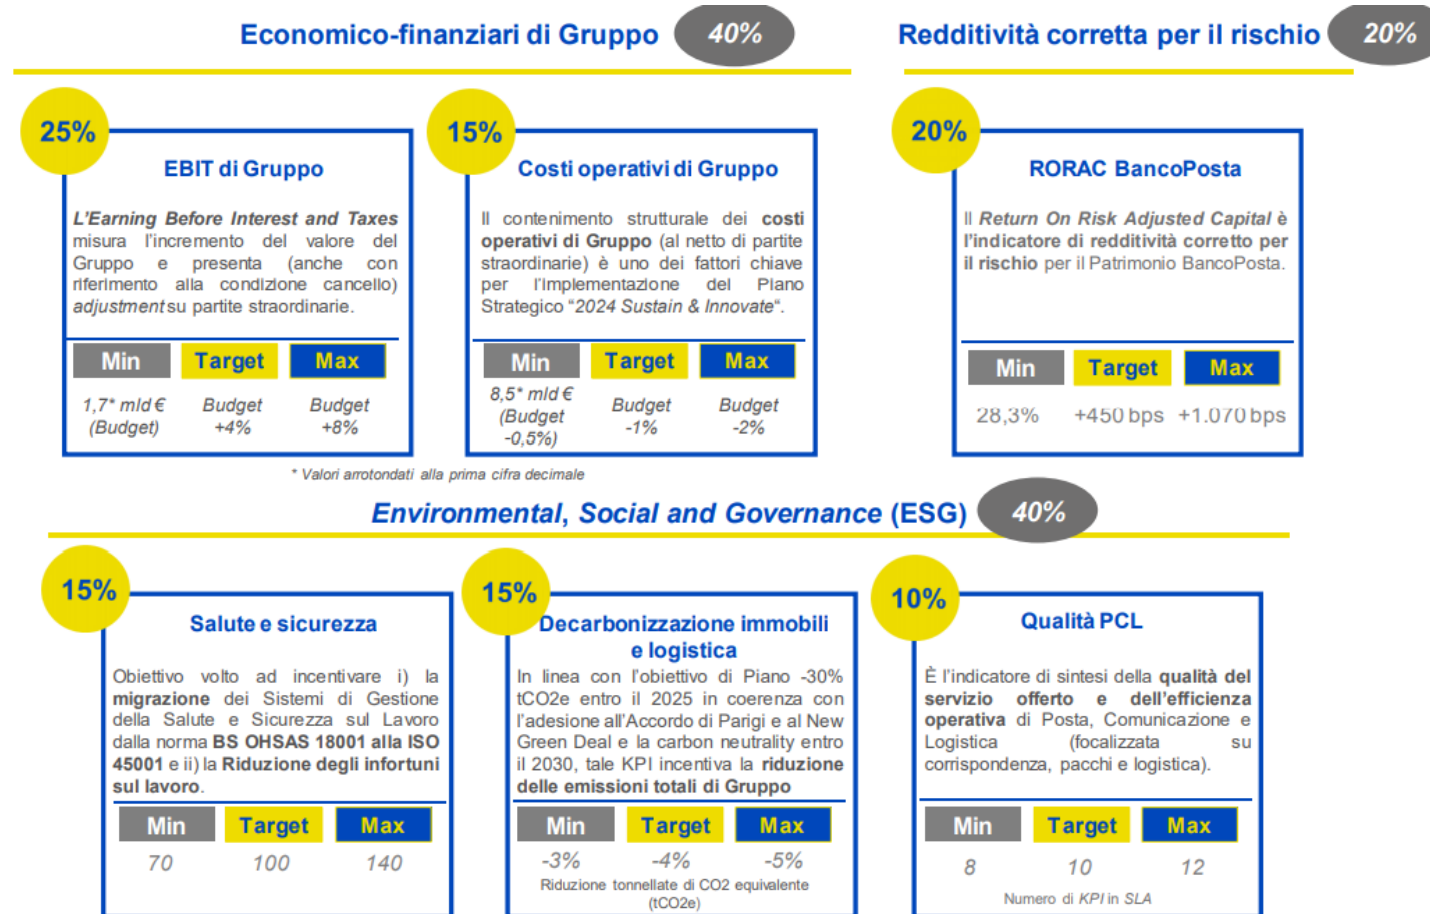 Economico-finanziari di Gruppo 40%
Redditività corretta per il rischio 20%
25%
EBIT di Gruppo
L'Earning Before Interest and Taxes
misura l'incremento del valore del
Gruppo e presenta (anche con
riferimento alla condizione cancello)
adjustment su partite straordinarie.
Min Target Max
1,7* mld € Budget Budget
(Budget) +4% +8%
15%
Costi operativi di Gruppo
Il contenimento strutturale dei costi
operativi di Gruppo (al netto di partite
straordinarie) è uno dei fattori chiave
per l'implementazione del Piano
Strategico “2024 Sustain & Innovate“.
Min Target Max
8,5* mld €
(Budget Budget Budget
-0,5%) -1% -2%
20%
RORAC BancoPosta
Il Return On Risk Adjusted Capital è
l'indicatore di redditività corretto per
il rischio per il Patrimonio BancoPosta.
Min Target Max
28,3% +450 bps +1.070 bps
* Valori arrotondati alla prima cifra decimale
Environmental, Social and Governance (ESG) 40%
15%
Salute e sicurezza
Obiettivo volto ad incentivare i) la
migrazione dei Sistemi di Gestione
della Salute e Sicurezza sul Lavoro
dalla norma BS OHSAS 18001 alla ISO
45001 e ii) la Riduzione degli infortuni
sul lavoro.
Min Target Max
70 100 140
15%
Decarbonizzazione immobili
e logistica
In linea con l'obiettivo di Piano -30%
tCO2e entro il 2025 in coerenza con
l'adesione all'Accordo di Parigi e al New
Green Deal e la carbon neutrality entro
il 2030, tale KPI incentiva la riduzione
delle emissioni totali di Gruppo
Min Target Max
-3% -4% -5%
Riduzione tonnellate di CO2 equivalente
(tCO2e)
10%
Qualità PCL
È l'indicatore di sintesi della qualità del
servizio offerto e dell'efficienza
operativa di Posta, Comunicazione e
Logistica (focalizzata su
corrispondenza, pacchi e logistica).
Min Target Max
8 10 12
Numero di KPI in SLA